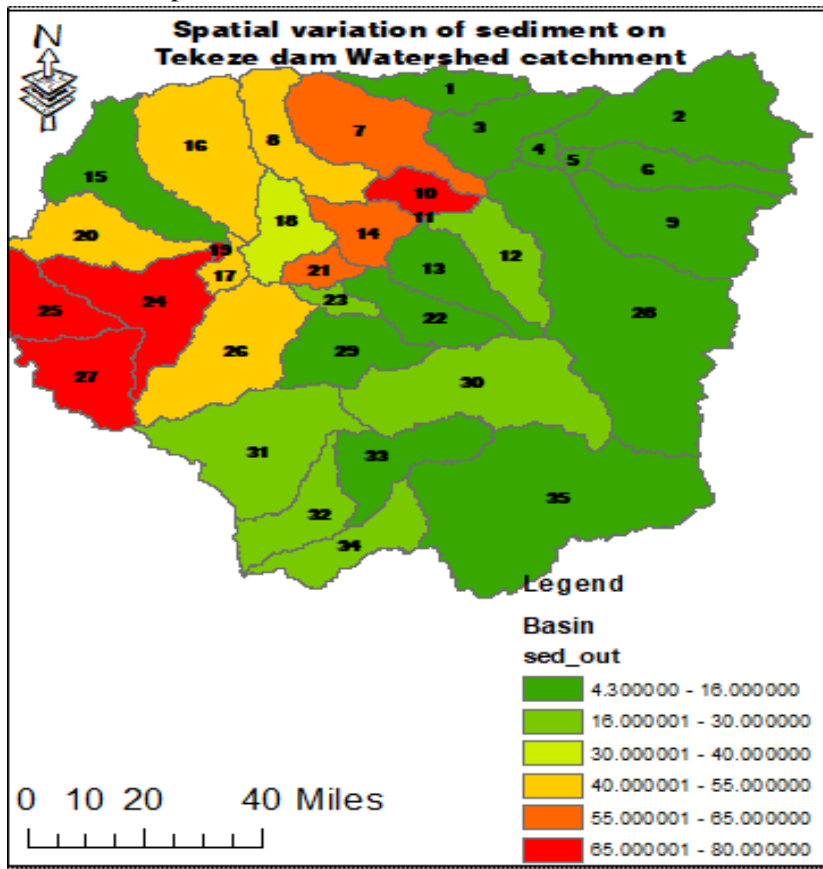 Spatial variation of sediment on
Tekeze dam Watershed catchment
N
1
2
3
7
8
16
4
5
6
15
10
9
11
18
14
20
12
19
13
17
21
23
25
24
22
28
29
26
27
30
31
33
35
32
34
Legend
Basin
sed_out
4.300000 - 16.000000
16.000001 - 30.000000
30.000001 - 40.000000
40.000001 - 55.000000
55.000001 - 65.000000
65.000001 - 80.000000
0 10 20 40 Miles